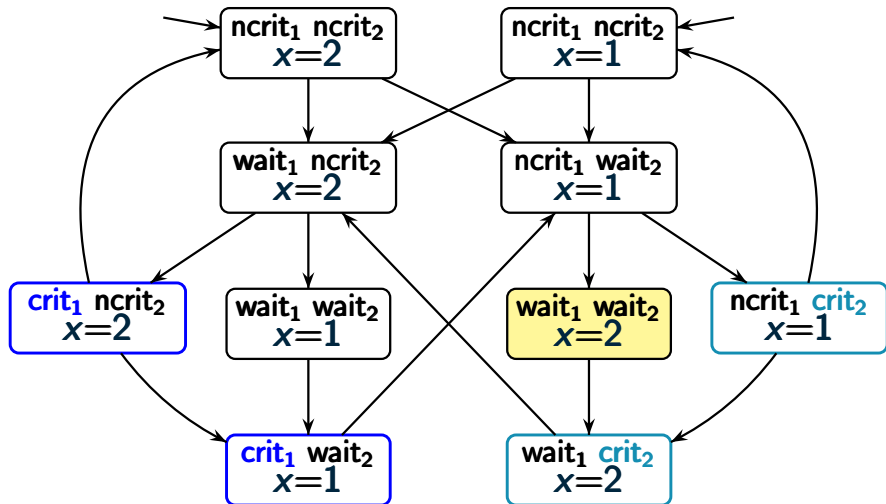 ncrit₁ ncrit₂
x=2
ncrit₁ ncrit₂
x=1
wait₁ ncrit₂
x=2
ncrit₁ wait₂
x=1
crit₁ ncrit₂
x=2
wait₁ wait₂
x=1
wait₁ wait₂
x=2
ncrit₁ crit₂
x=1
crit₁ wait₂
x=1
wait₁ crit₂
x=2